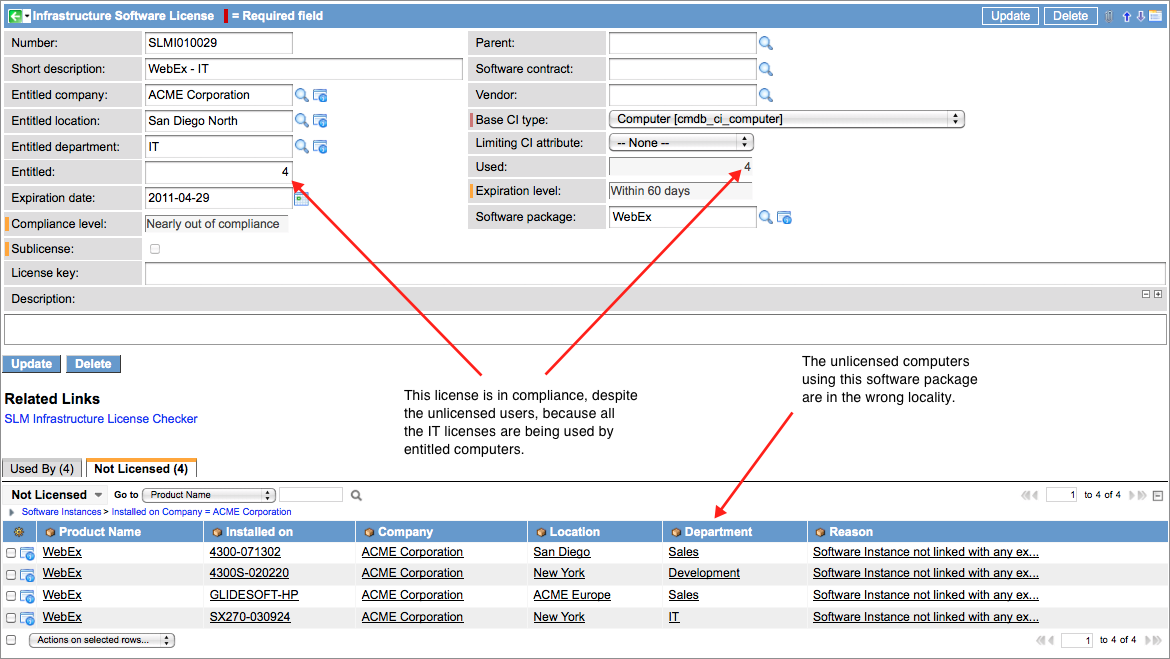 Infrastructure Software License = Required field Update Delete
Number: SLMI010029 Parent:
Short description: WebEx - IT Software contract:
Entitled company: ACME Corporation Vendor:
Entitled location: San Diego North Base CI type: Computer [cmdb_ci_computer]
Entitled department: IT Limiting CI attribute: -- None --
Entitled: 4 Used: 4
Expiration date: 2011-04-29 Expiration level: Within 60 days
Compliance level: Nearly out of compliance Software package: WebEx
Sublicense:
License key:
Description:
Update Delete
Related Links
SLM Infrastructure License Checker
This license is in compliance, despite
the unlicensed users, because all
the IT licenses are being used by
entitled computers.
The unlicensed computers
using this software package
are in the wrong locality.
Used By (4) Not Licensed (4)
Not Licensed Go to Product Name 1 to 4 of 4
Software Instances > Installed on Company = ACME Corporation
Product Name Installed on Company Location Department Reason
WebEx 4300-071302 ACME Corporation San Diego Sales Software Instance not linked with any ex...
WebEx 4300S-020220 ACME Corporation New York Development Software Instance not linked with any ex...
WebEx GLIDESOFT-HP ACME Corporation ACME Europe Sales Software Instance not linked with any ex...
WebEx SX270-030924 ACME Corporation New York IT Software Instance not linked with any ex...
Actions on selected rows... 1 to 4 of 4